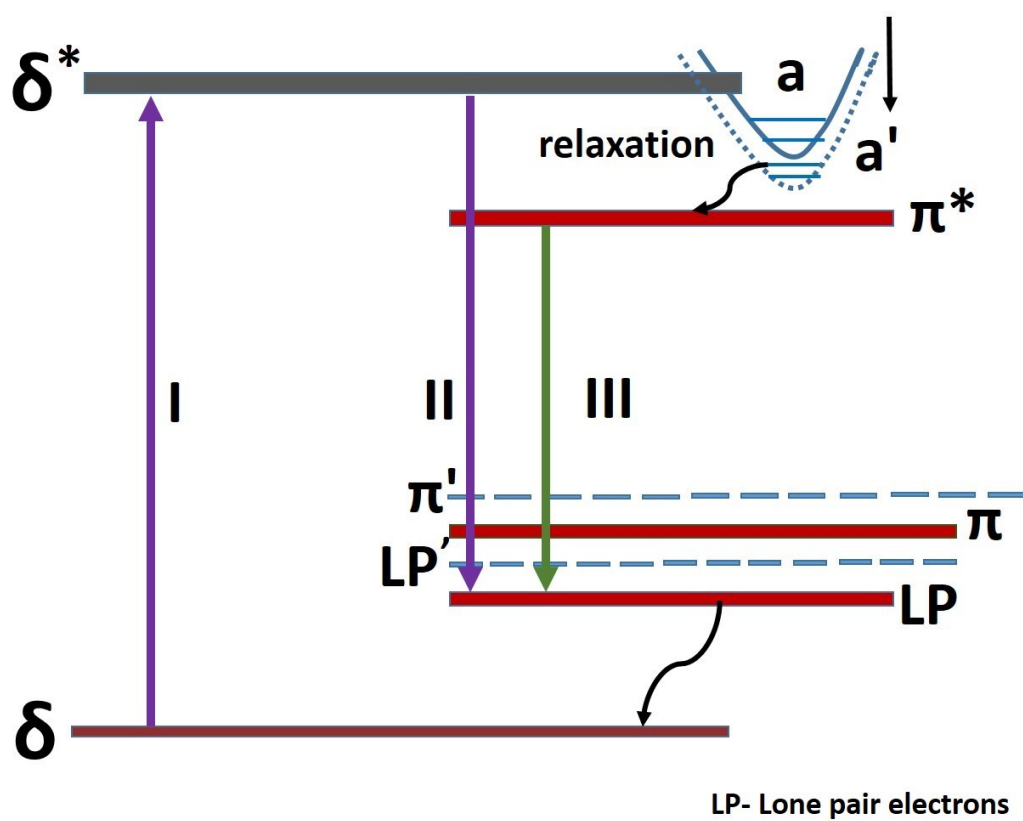 δ*
a
relaxation
a'
π*
I
II
III
π'
π
LP'
LP
δ
LP- Lone pair electrons